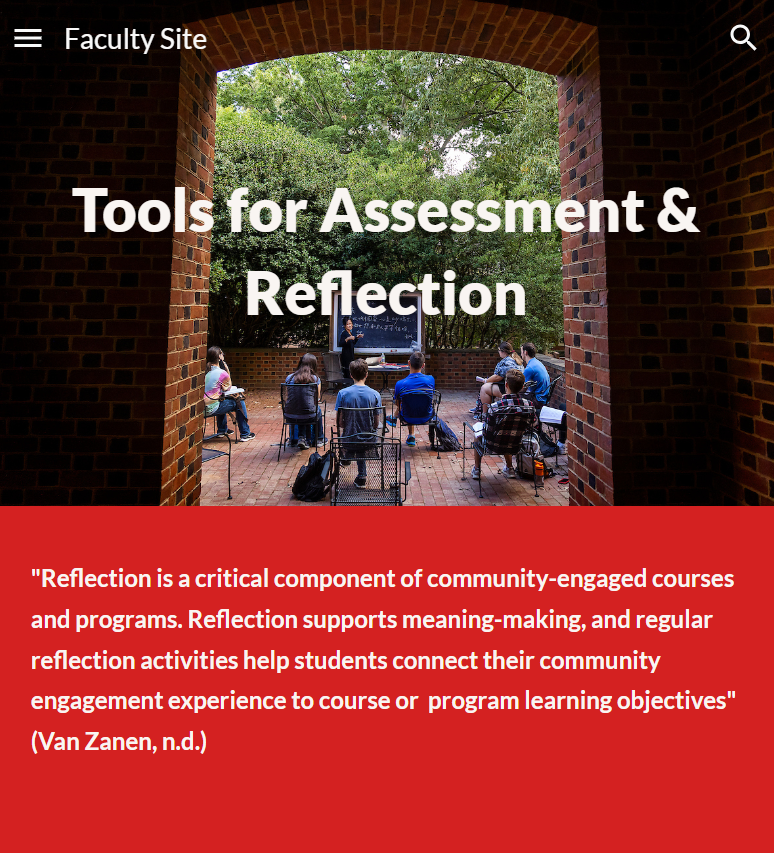 Faculty Site
Tools for Assessment &
Reflection
"Reflection is a critical component of community-engaged courses
and programs. Reflection supports meaning-making, and regular
reflection activities help students connect their community
engagement experience to course or  program learning objectives"
(Van Zanen, n.d.)